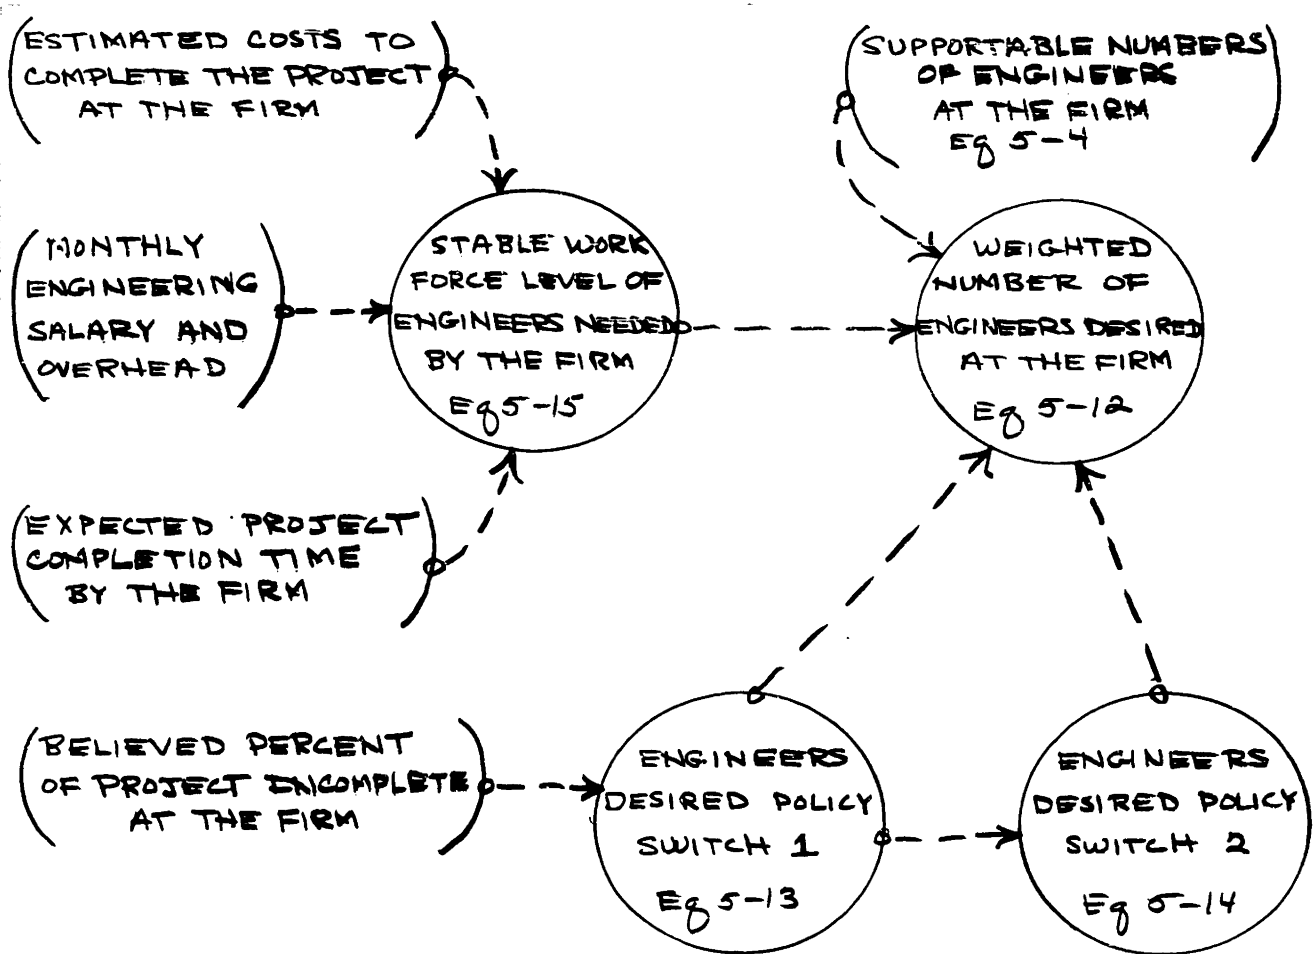 ESTIMATED COSTS TO
COMPLETE THE PROJECT
AT THE FIRM
SUPPORTABLE NUMBERS
OF ENGINEERS
AT THE FIRM
Eq 5-4
MONTHLY
ENGINEERING
SALARY AND
OVERHEAD
STABLE WORK
FORCE LEVEL OF
ENGINEERS NEEDED
BY THE FIRM
Eq 5-15
WEIGHTED
NUMBER OF
ENGINEERS DESIRED
AT THE FIRM
Eq 5-12
EXPECTED PROJECT
COMPLETION TIME
BY THE FIRM
BELIEVED PERCENT
OF PROJECT INCOMPLETE
AT THE FIRM
ENGINEERS
DESIRED POLICY
SWITCH 1
Eq 5-13
ENGINEERS
DESIRED POLICY
SWITCH 2
Eq 5-14